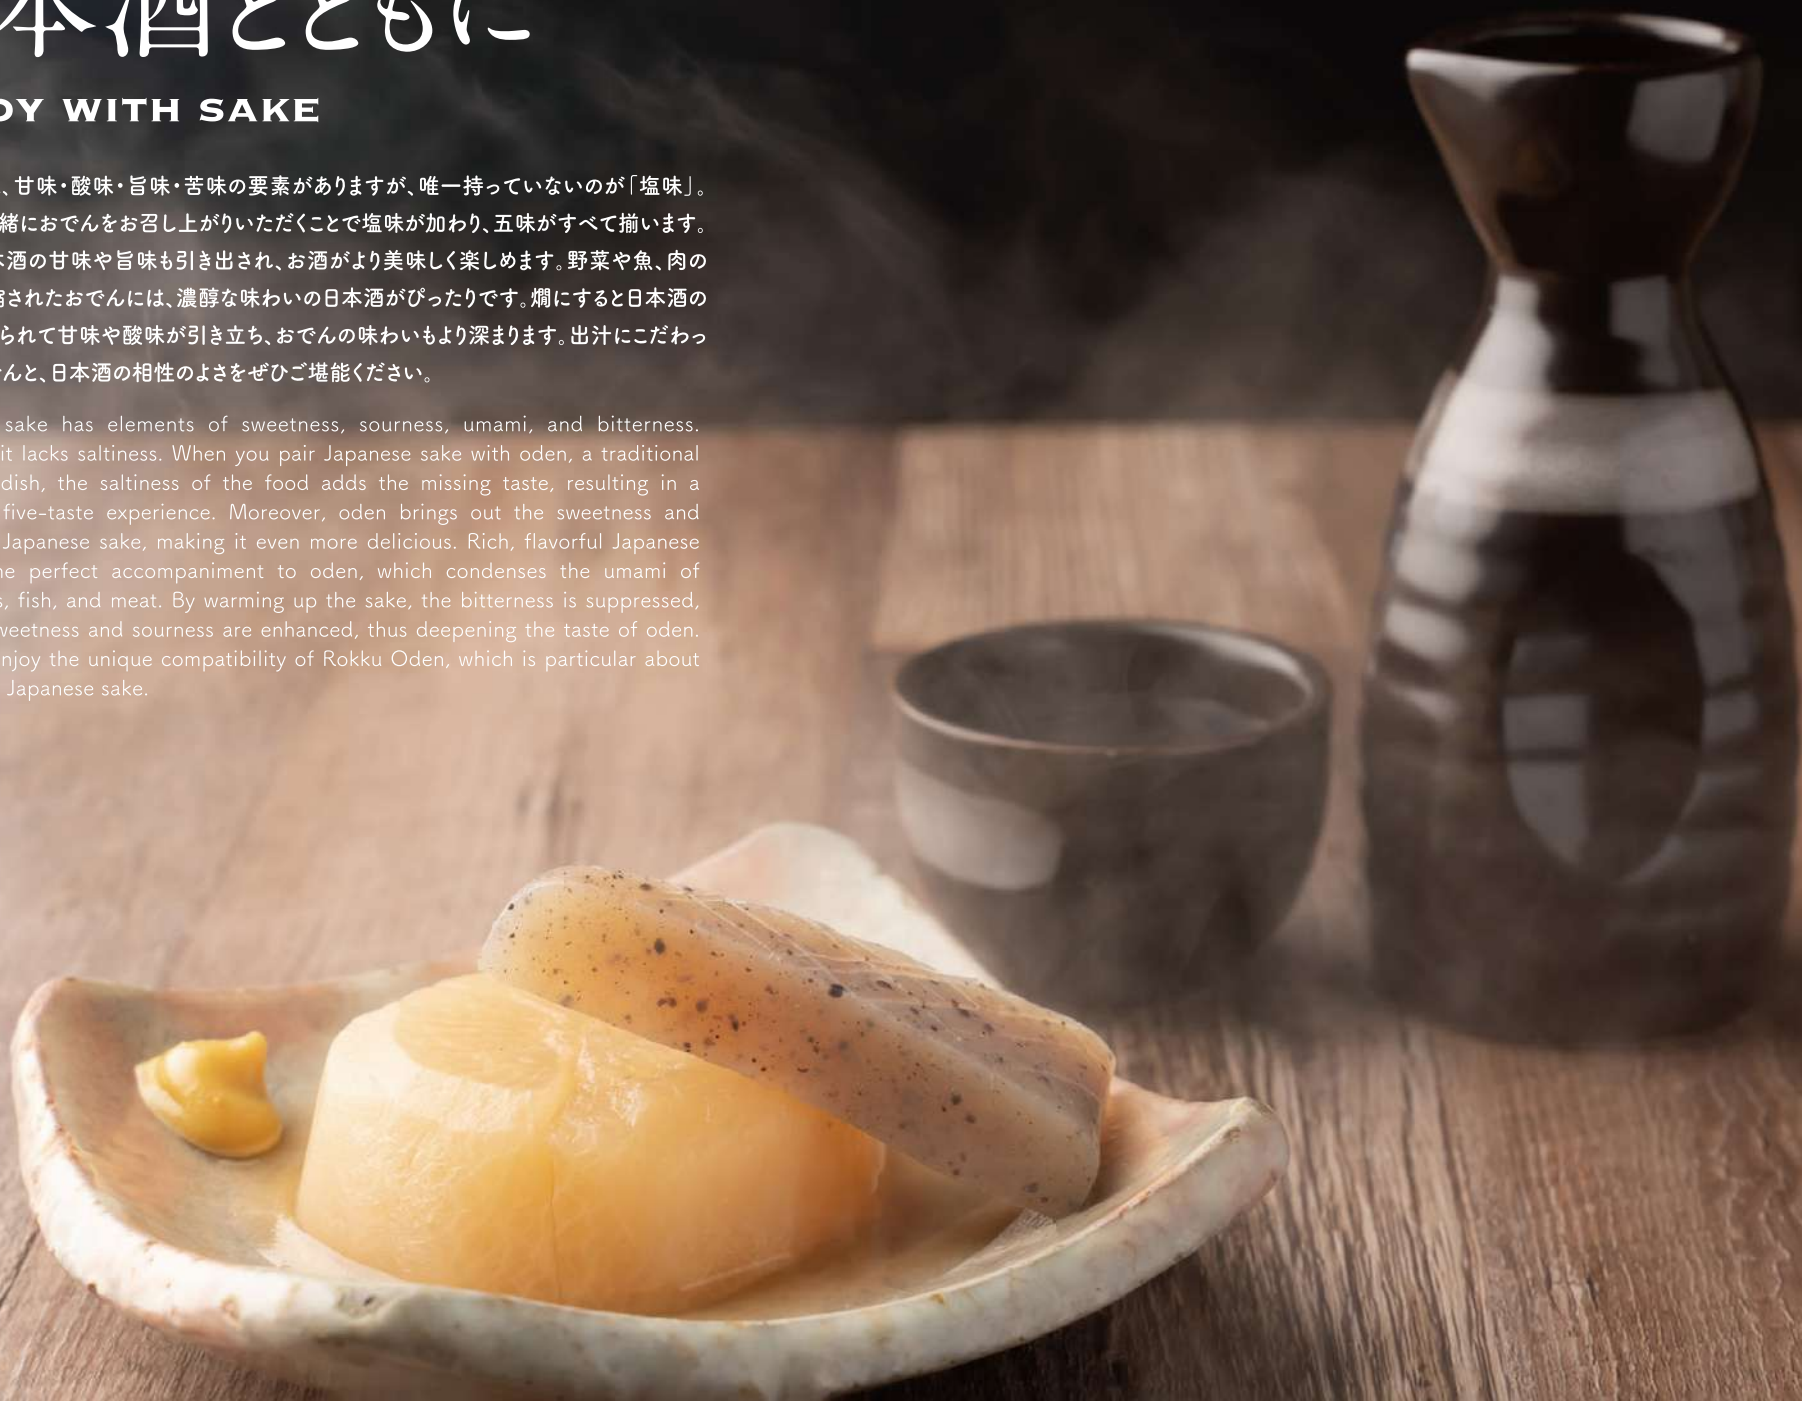 本酒とともに
WITH SAKE
、甘味・酸味・旨味・苦味の要素がありますが、唯一持っていないのが「塩味」。
緒におでんをお召し上がりいただくことで塩味が加わり、五味がすべて揃います。
酒の甘味や旨味も引き出され、お酒がより美味しく楽しめます。野菜や魚、肉の
されたおでんには、濃醇な味わいの日本酒がぴったりです。燗にすると日本酒の
られて甘味や酸味が引き立ち、おでんの味わいもより深まります。出汁にこだわっ
んと、日本酒の相性のよさをぜひご堪能ください。
sake has elements of sweetness, sourness, umami, and bitterness.
it lacks saltiness. When you pair Japanese sake with oden, a traditional
dish, the saltiness of the food adds the missing taste, resulting in a
five-taste experience. Moreover, oden brings out the sweetness and
Japanese sake, making it even more delicious. Rich, flavorful Japanese
perfect accompaniment to oden, which condenses the umami of
, fish, and meat. By warming up the sake, the bitterness is suppressed,
weetness and sourness are enhanced, thus deepening the taste of oden.
njoy the unique compatibility of Rokku Oden, which is particular about
Japanese sake.